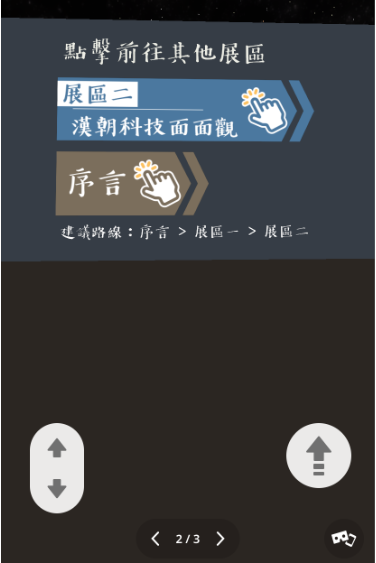 點擊前往其他展區
展區二
漢朝科技面面觀
序言
建議路線：序言 > 展區一 > 展區二
2/3